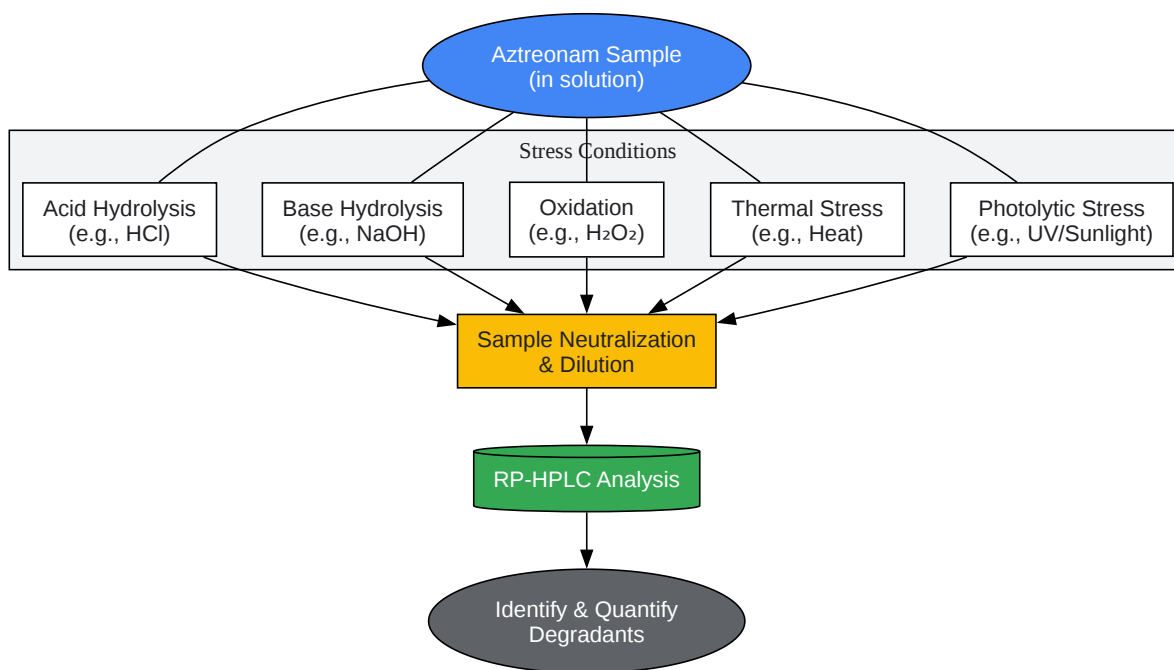 Aztreonam Sample
(in solution)
Stress Conditions
Acid Hydrolysis
(e.g., HCl)
Base Hydrolysis
(e.g., NaOH)
Oxidation
(e.g., H₂O₂)
Thermal Stress
(e.g., Heat)
Photolytic Stress
(e.g., UV/Sunlight)
Sample Neutralization
& Dilution
RP-HPLC Analysis
Identify & Quantify
Degradants